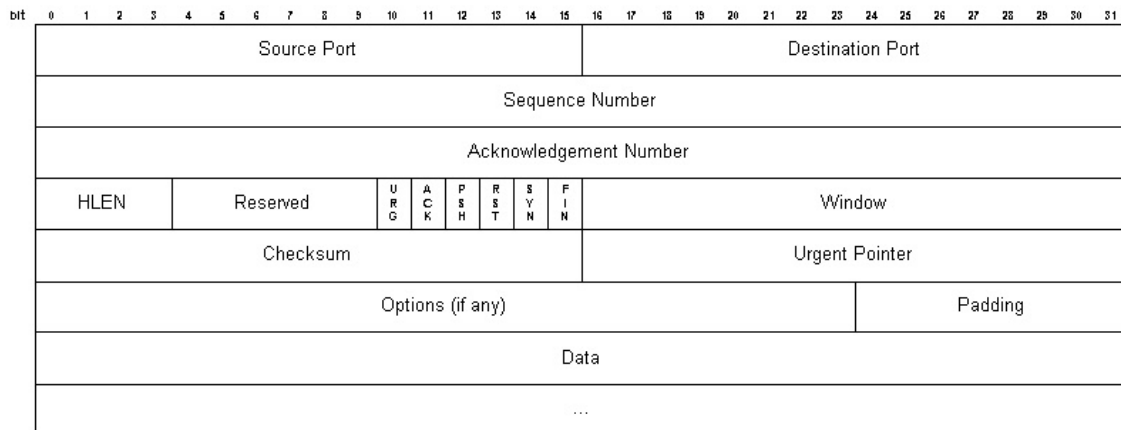 bit 0 1 2 3 4 5 6 7 8 9 10 11 12 13 14 15 16 17 18 19 20 21 22 23 24 25 26 27 28 29 30 31
Source Port Destination Port
Sequence Number
Acknowledgement Number
HLEN Reserved URG ACK PSH RST SYN FIN Window
Checksum Urgent Pointer
Options (if any) Padding
Data
...